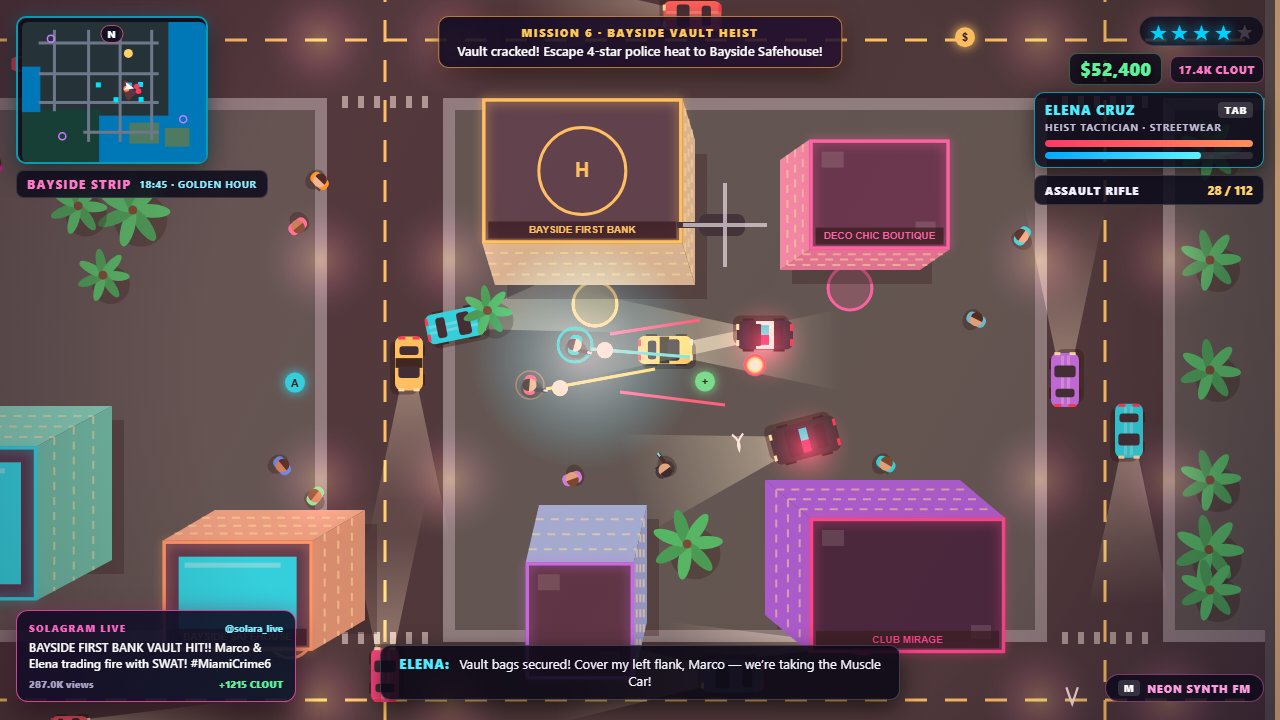 N
BAYSIDE STRIP 18:45 · GOLDEN HOUR
MISSION 6 · BAYSIDE VAULT HEIST
Vault cracked! Escape 4-star police heat to Bayside Safehouse!
$
$52,400
17.4K CLOUT
ELENA CRUZ TAB
HEIST TACTICIAN · STREETWEAR
ASSAULT RIFLE 28 / 112
H
BAYSIDE FIRST BANK
DECO CHIC BOUTIQUE
A
+
CLUB MIRAGE
SOLAGRAM LIVE @solara_live
BAYSIDE FIRST BANK VAULT HIT!! Marco &
Elena trading fire with SWAT! #MiamiCrime6
287.0K views +1215 CLOUT
ELENA: Vault bags secured! Cover my left flank, Marco — we're taking the Muscle
Car!
M NEON SYNTH FM